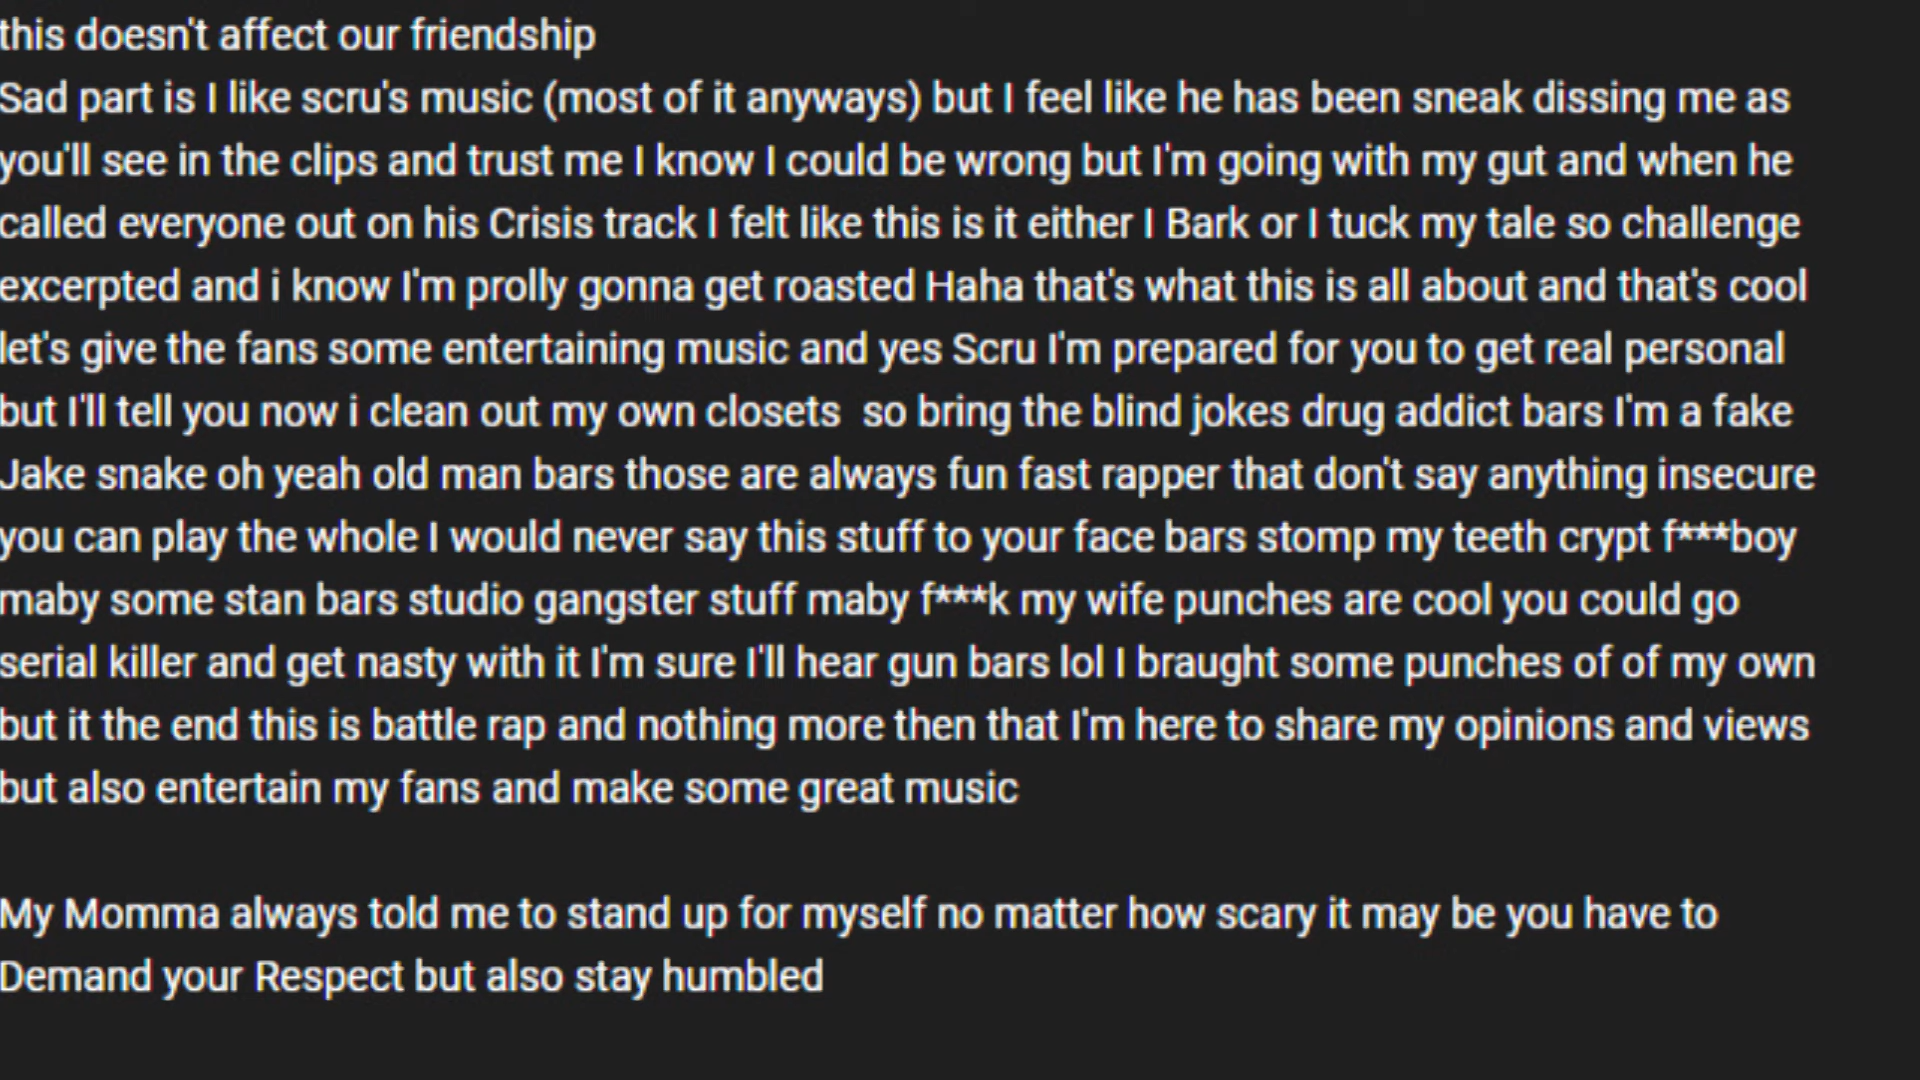 this doesn't affect our friendship
Sad part is I like scru's music (most of it anyways) but I feel like he has been sneak dissing me as
you'll see in the clips and trust me I know I could be wrong but I'm going with my gut and when he
called everyone out on his Crisis track I felt like this is it either I Bark or I tuck my tale so challenge
excerpted and i know I'm prolly gonna get roasted Haha that's what this is all about and that's cool
let's give the fans some entertaining music and yes Scru I'm prepared for you to get real personal
but I'll tell you now i clean out my own closets  so bring the blind jokes drug addict bars I'm a fake
Jake snake oh yeah old man bars those are always fun fast rapper that don't say anything insecure
you can play the whole I would never say this stuff to your face bars stomp my teeth crypt f***boy
maby some stan bars studio gangster stuff maby f***k my wife punches are cool you could go
serial killer and get nasty with it I'm sure I'll hear gun bars lol I braught some punches of of my own
but it the end this is battle rap and nothing more then that I'm here to share my opinions and views
but also entertain my fans and make some great music
My Momma always told me to stand up for myself no matter how scary it may be you have to
Demand your Respect but also stay humbled